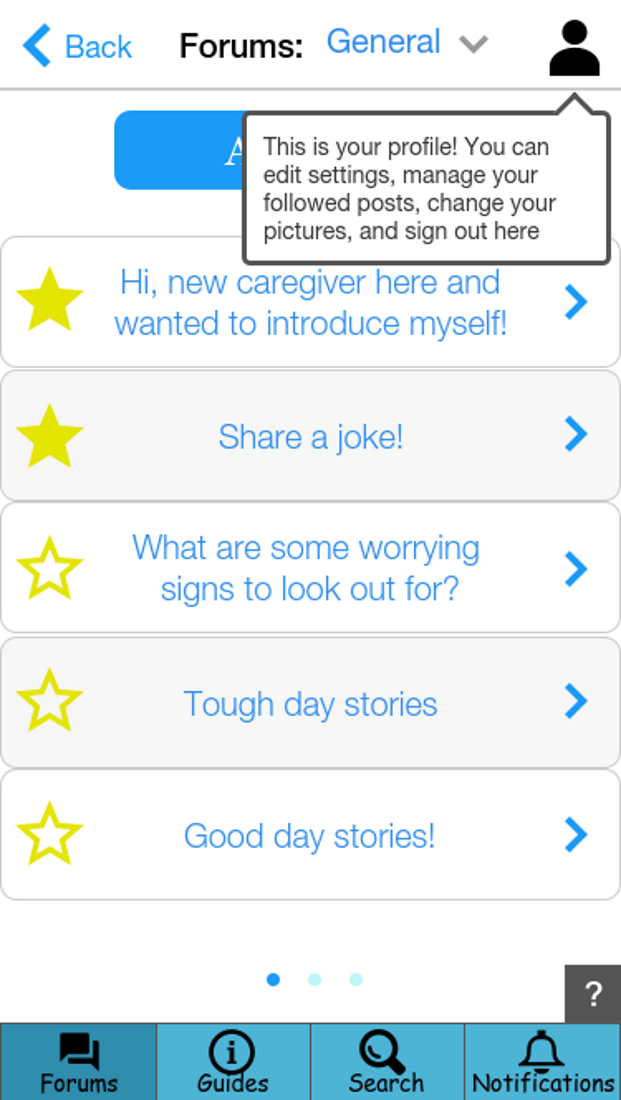 Back Forums: General
This is your profile! You can
edit settings, manage your
followed posts, change your
pictures, and sign out here
Hi, new caregiver here and
wanted to introduce myself!
Share a joke!
What are some worrying
signs to look out for?
Tough day stories
Good day stories!
?
Forums Guides Search Notifications